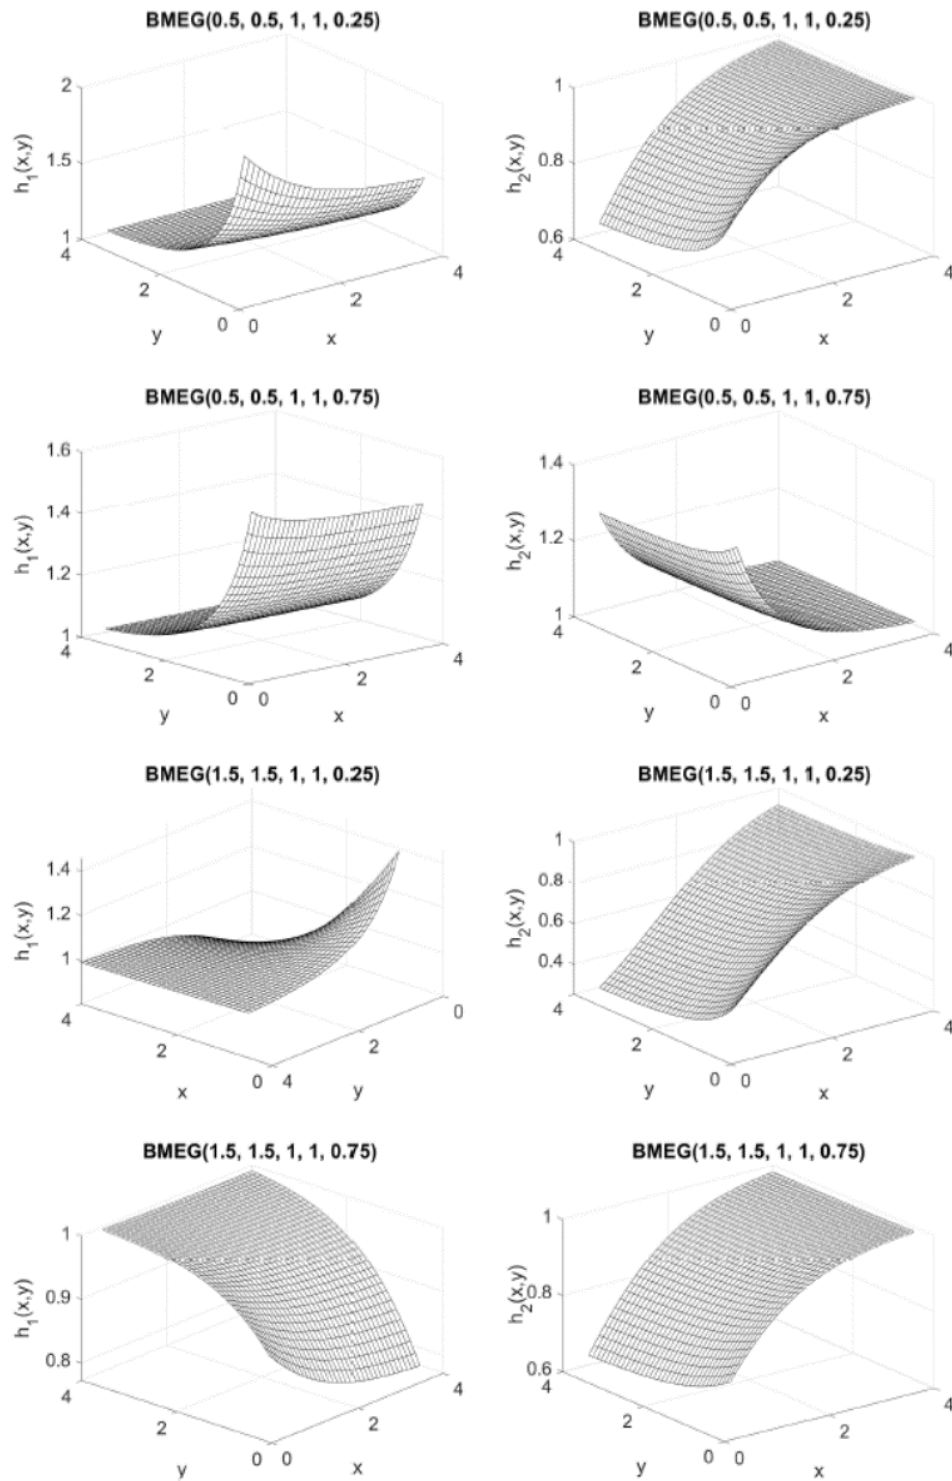 BMEG(0.5, 0.5, 1, 1, 0.25)
2
1.5
1
h1(x,y)
4
2
0
y
0
2
4
x
BMEG(0.5, 0.5, 1, 1, 0.25)
1
0.8
0.6
h2(x,y)
4
2
0
y
0
2
4
x
BMEG(0.5, 0.5, 1, 1, 0.75)
1.6
1.4
1.2
1
h1(x,y)
4
2
0
y
0
2
4
x
BMEG(0.5, 0.5, 1, 1, 0.75)
1.4
1.2
1
h2(x,y)
4
2
0
y
0
2
4
x
BMEG(1.5, 1.5, 1, 1, 0.25)
1.4
1.2
1
h1(x,y)
4
2
0
x
4
2
0
y
BMEG(1.5, 1.5, 1, 1, 0.25)
1
0.8
0.6
0.4
h2(x,y)
4
2
0
y
0
2
4
x
BMEG(1.5, 1.5, 1, 1, 0.75)
1
0.9
0.8
h1(x,y)
4
2
0
y
0
2
4
x
BMEG(1.5, 1.5, 1, 1, 0.75)
1
0.8
0.6
h2(x,y)
4
2
0
y
0
2
4
x